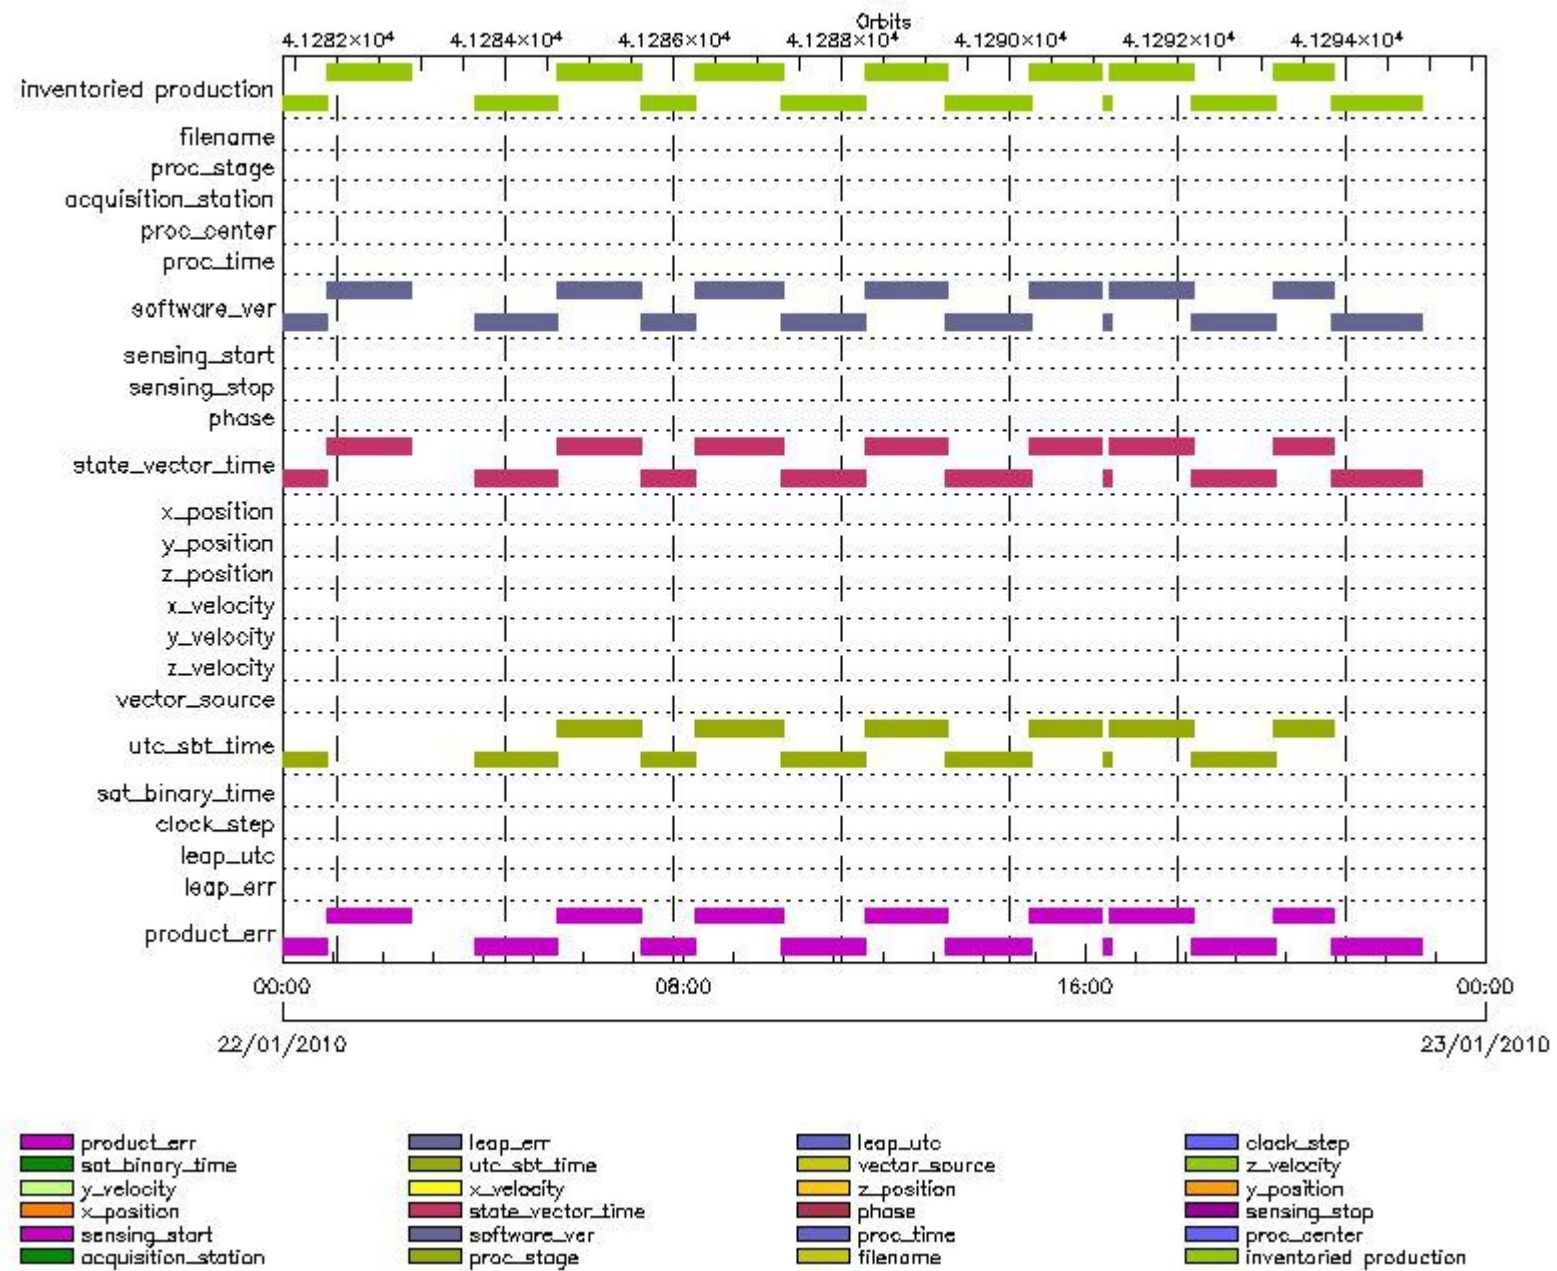 Orbits
4.1282×10⁴ 4.1284×10⁴ 4.1286×10⁴ 4.1288×10⁴ 4.1290×10⁴ 4.1292×10⁴ 4.1294×10⁴
inventoried production
filename
proc_stage
acquisition_station
proc_center
proc_time
software_ver
sensing_start
sensing_stop
phase
state_vector_time
x_position
y_position
z_position
x_velocity
y_velocity
z_velocity
vector_source
utc_sbt_time
sat_binary_time
clock_step
leap_utc
leap_err
product_err
00:00 08:00 16:00 00:00
22/01/2010 23/01/2010
product_err leap_err leap_utc clock_step
sat_binary_time utc_sbt_time vector_source z_velocity
y_velocity x_velocity z_position y_position
x_position state_vector_time phase sensing_stop
sensing_start software_ver proc_time proc_center
acquisition_station proc_stage filename inventoried production